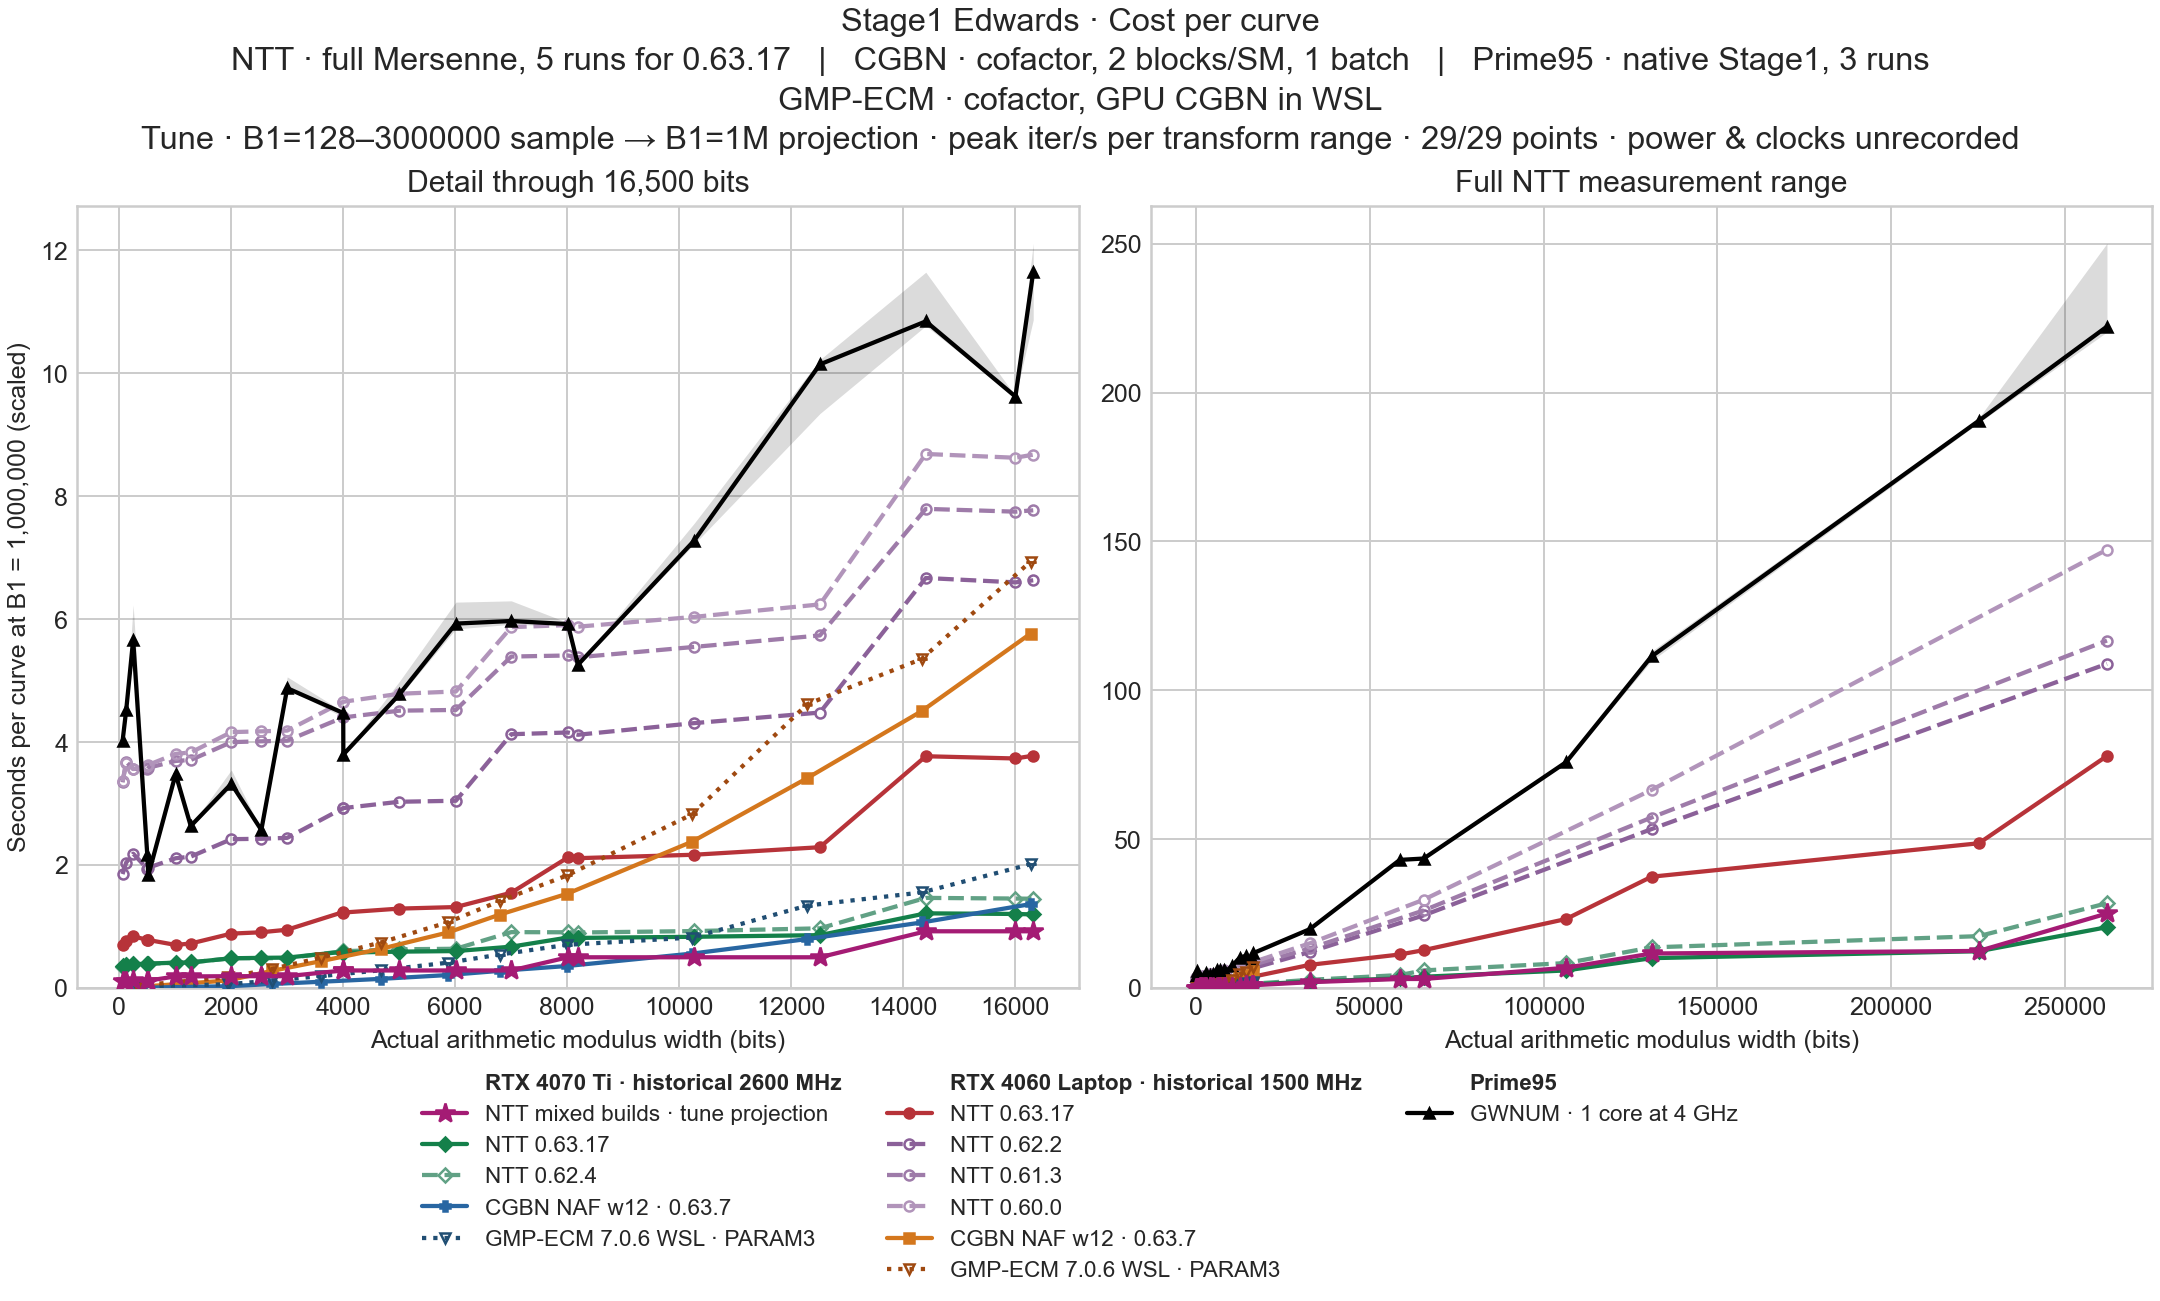 Stage1 Edwards · Cost per curve
NTT · full Mersenne, 5 runs for 0.63.17 | CGBN · cofactor, 2 blocks/SM, 1 batch | Prime95 · native Stage1, 3 runs
GMP-ECM · cofactor, GPU CGBN in WSL
Tune · B1=128–3000000 sample → B1=1M projection · peak iter/s per transform range · 29/29 points · power & clocks unrecorded
Detail through 16,500 bits
Seconds per curve at B1 = 1,000,000 (scaled)
12
10
8
6
4
2
0
0 2000 4000 6000 8000 10000 12000 14000 16000
Actual arithmetic modulus width (bits)
Full NTT measurement range
250
200
150
100
50
0
0 50000 100000 150000 200000 250000
Actual arithmetic modulus width (bits)
RTX 4070 Ti · historical 2600 MHz
NTT mixed builds · tune projection
NTT 0.63.17
NTT 0.62.4
CGBN NAF w12 · 0.63.7
GMP-ECM 7.0.6 WSL · PARAM3
RTX 4060 Laptop · historical 1500 MHz
NTT 0.63.17
NTT 0.62.2
NTT 0.61.3
NTT 0.60.0
CGBN NAF w12 · 0.63.7
GMP-ECM 7.0.6 WSL · PARAM3
Prime95
GWNUM · 1 core at 4 GHz